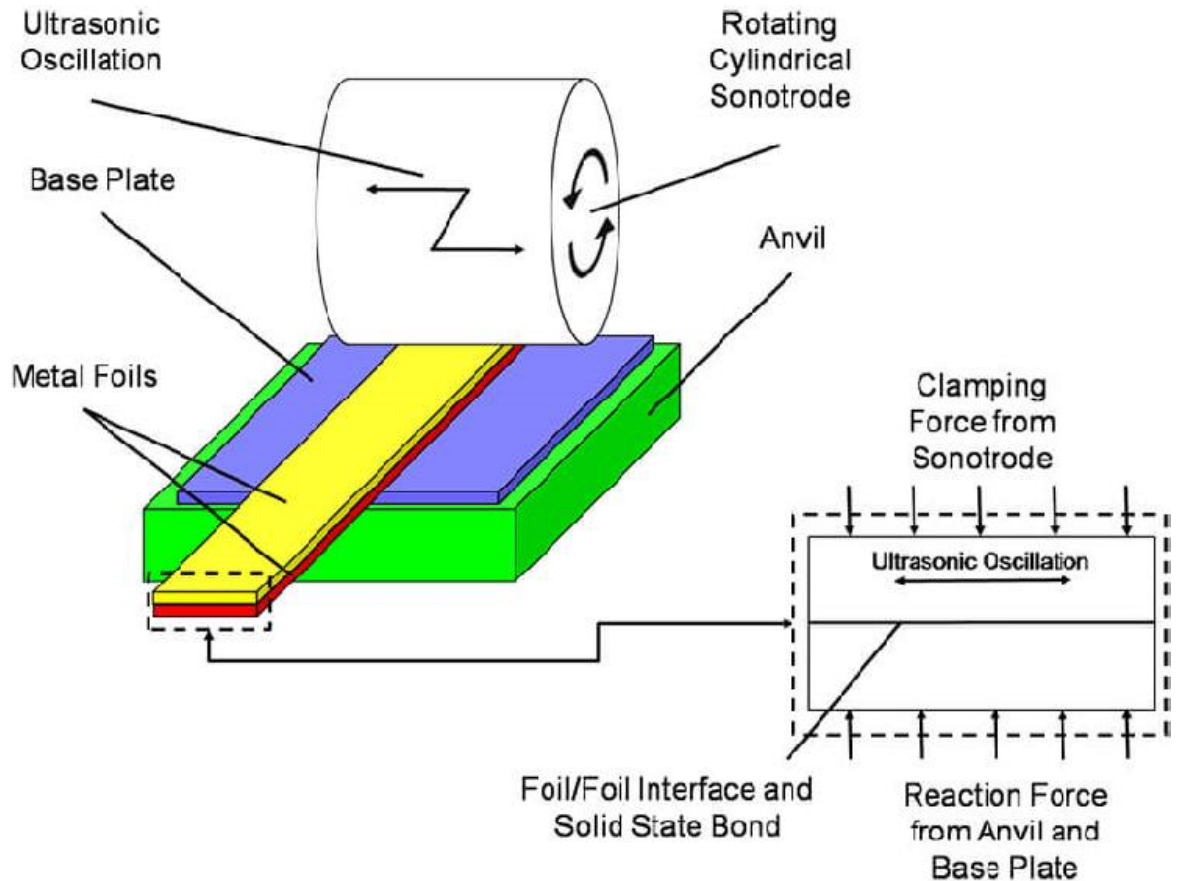 Ultrasonic
Oscillation
Rotating
Cylindrical
Sonotrode
Base Plate
Anvil
Metal Foils
Clamping
Force from
Sonotrode
Ultrasonic Oscillation
Foil/Foil Interface and
Solid State Bond
Reaction Force
from Anvil and
Base Plate